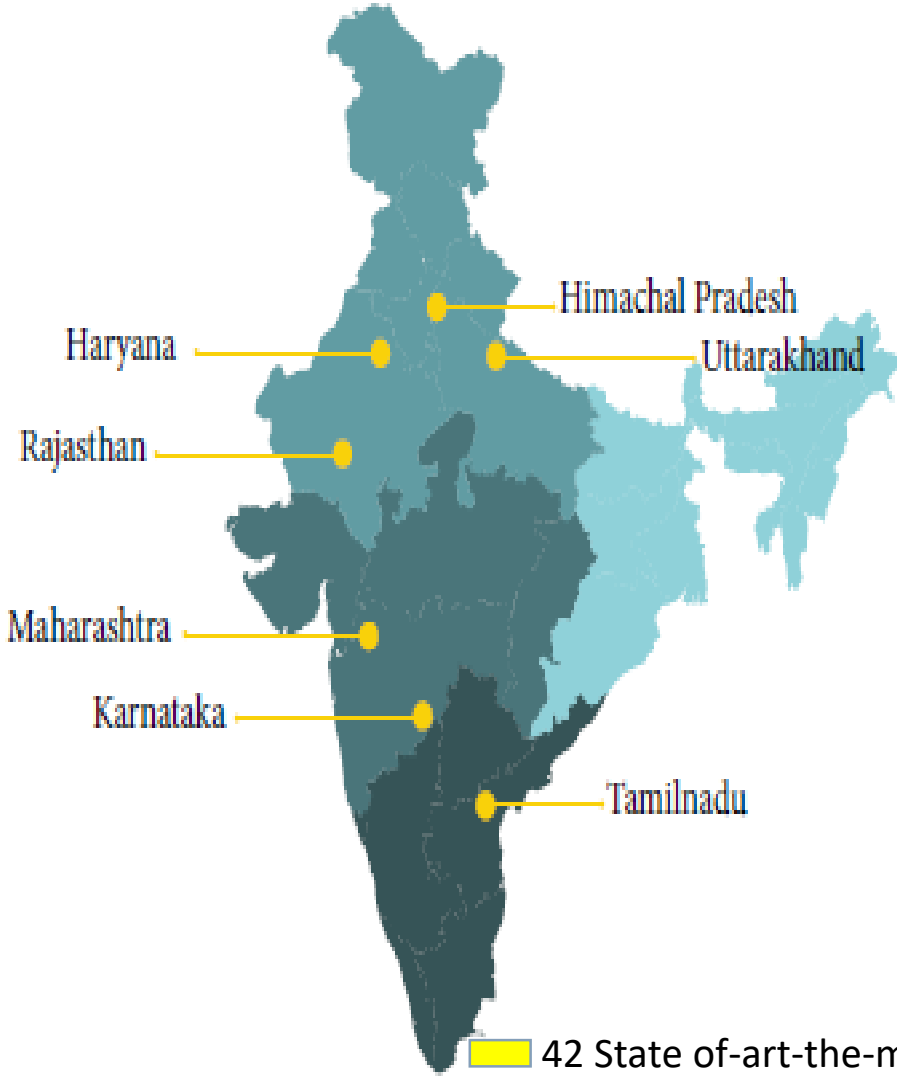 Himachal Pradesh
Haryana
Uttarakhand
Rajasthan
Maharashtra
Karnataka
Tamilnadu
42 State of-art-the-m